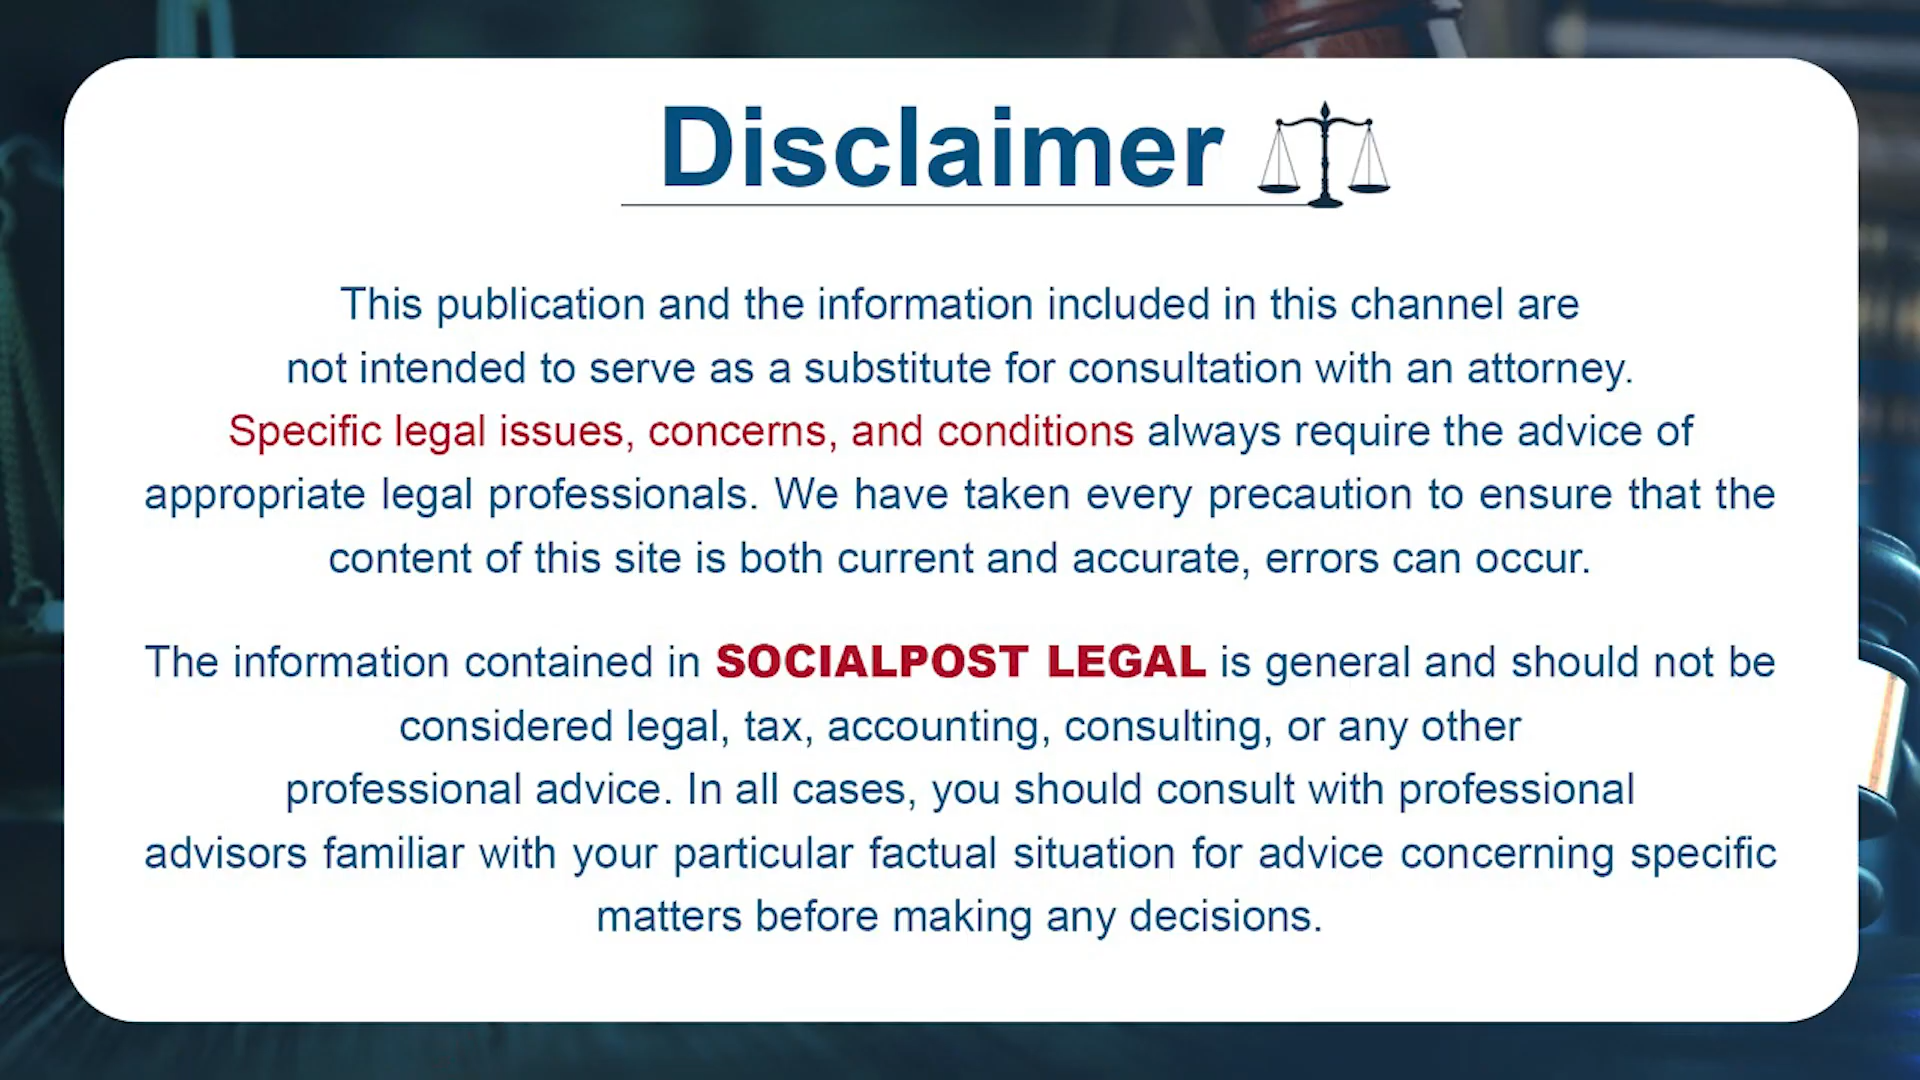 Disclaimer
This publication and the information included in this channel are
not intended to serve as a substitute for consultation with an attorney.
Specific legal issues, concerns, and conditions always require the advice of
appropriate legal professionals. We have taken every precaution to ensure that the
content of this site is both current and accurate, errors can occur.
The information contained in SOCIALPOST LEGAL is general and should not be
considered legal, tax, accounting, consulting, or any other
professional advice. In all cases, you should consult with professional
advisors familiar with your particular factual situation for advice concerning specific
matters before making any decisions.